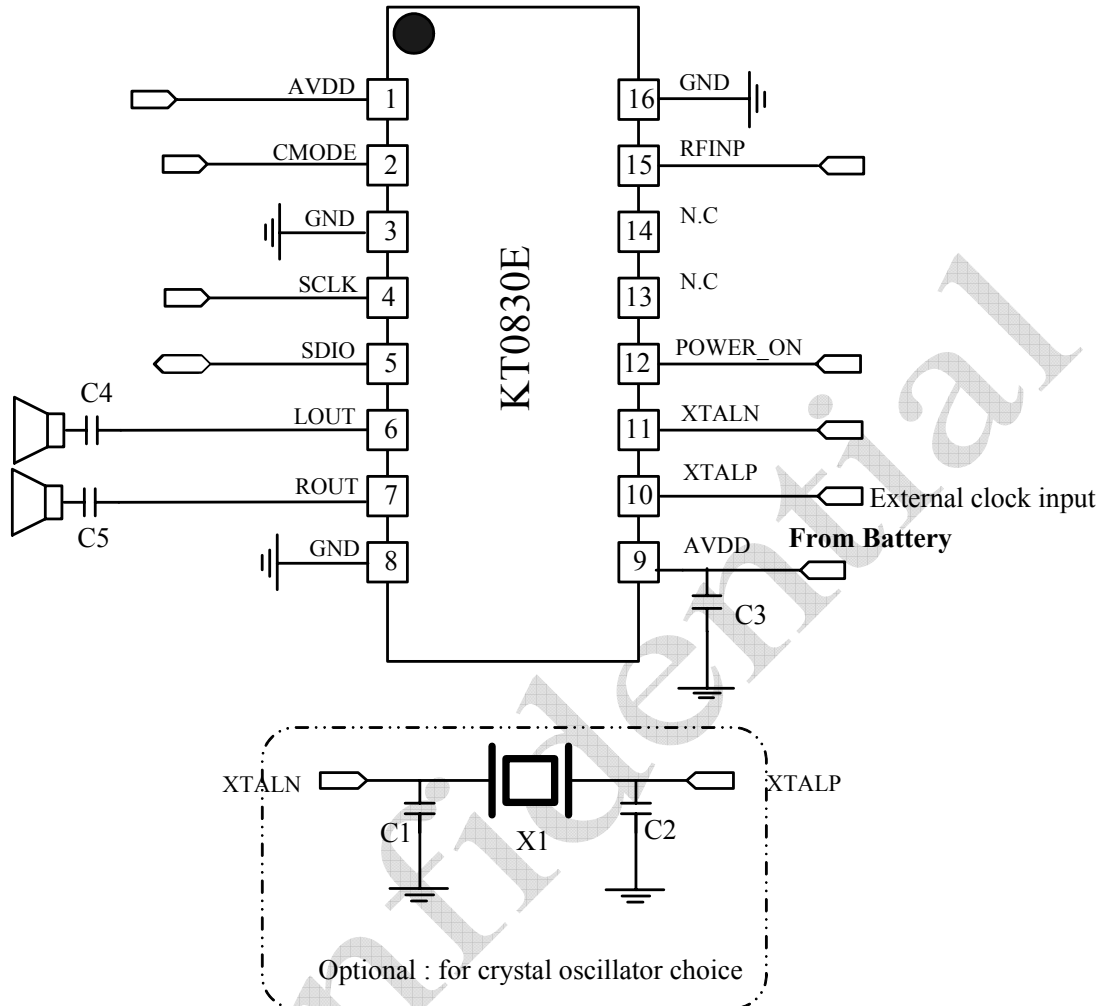 AVDD
1
CMODE
2
GND
3
SCLK
4
SDIO
5
C4
LOUT
6
ROUT
7
C5
GND
8
KT0830E
GND
16
RFINP
15
N.C
14
N.C
13
POWER_ON
12
XTALN
11
XTALP
10
External clock input
From Battery
AVDD
9
C3
XTALN
XTALP
C1
X1
C2
Optional : for crystal oscillator choice
nfidential